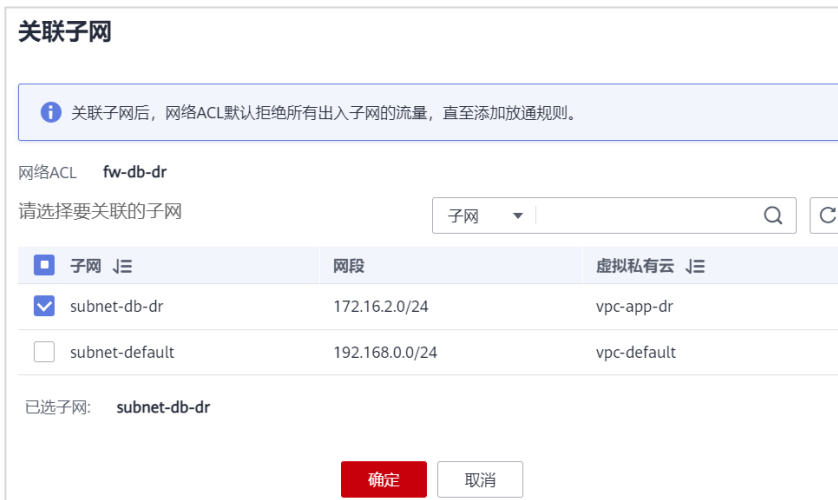 关联子网
关联子网后，网络ACL默认拒绝所有出入子网的流量，直至添加放通规则。
网络ACL fw-db-dr
请选择要关联的子网 子网
子网 网段 虚拟私有云
subnet-db-dr 172.16.2.0/24 vpc-app-dr
subnet-default 192.168.0.0/24 vpc-default
已选子网: subnet-db-dr
确定 取消